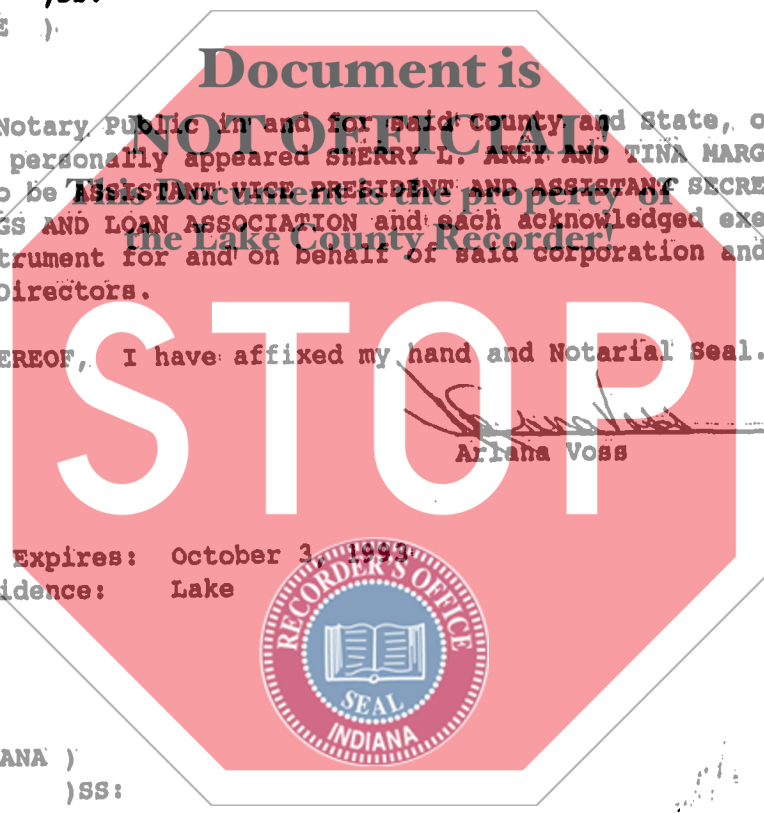 )SS:
E )
Document is
NOT OFFICIAL!
This Document is the property of
the Lake County Recorder!
Notary Public in and for said County and State, o
personally appeared SHERRY L. AKEY AND TINA MARG
o be ASSISTANT VICE PRESIDENT AND ASSISTANT SECRE
GS AND LOAN ASSOCIATION and each acknowledged exe
trument for and on behalf of said corporation and
Directors.
EREOF, I have affixed my hand and Notarial Seal.
STOP
Ariana Voss
Expires: October 3, 1993
idence: Lake
RECORDER'S OFFICE
SEAL
INDIANA
ANA )
)SS: